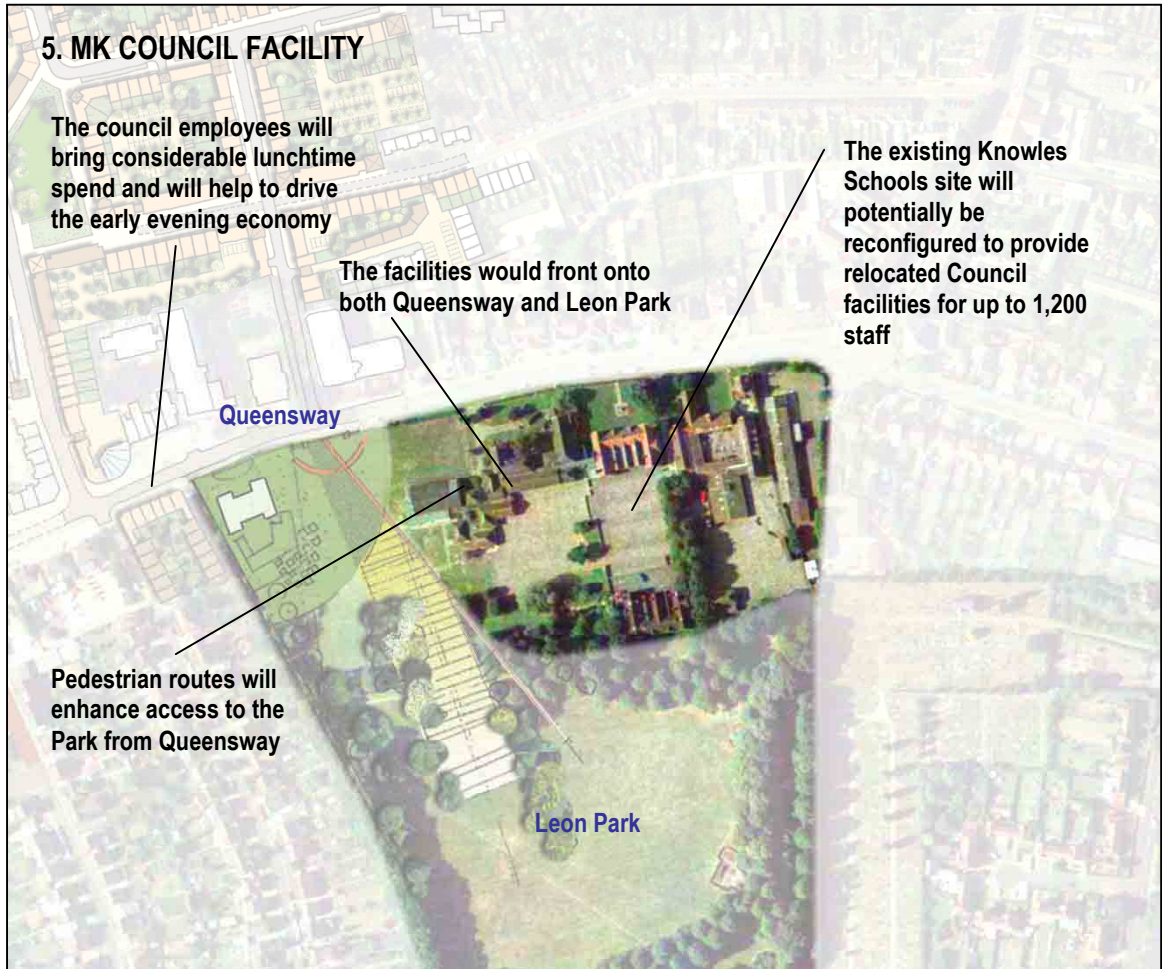 5. MK COUNCIL FACILITY
The council employees will
bring considerable lunchtime
spend and will help to drive
the early evening economy
The facilities would front onto
both Queensway and Leon Park
The existing Knowles
Schools site will
potentially be
reconfigured to provide
relocated Council
facilities for up to 1,200
staff
Queensway
Pedestrian routes will
enhance access to the
Park from Queensway
Leon Park